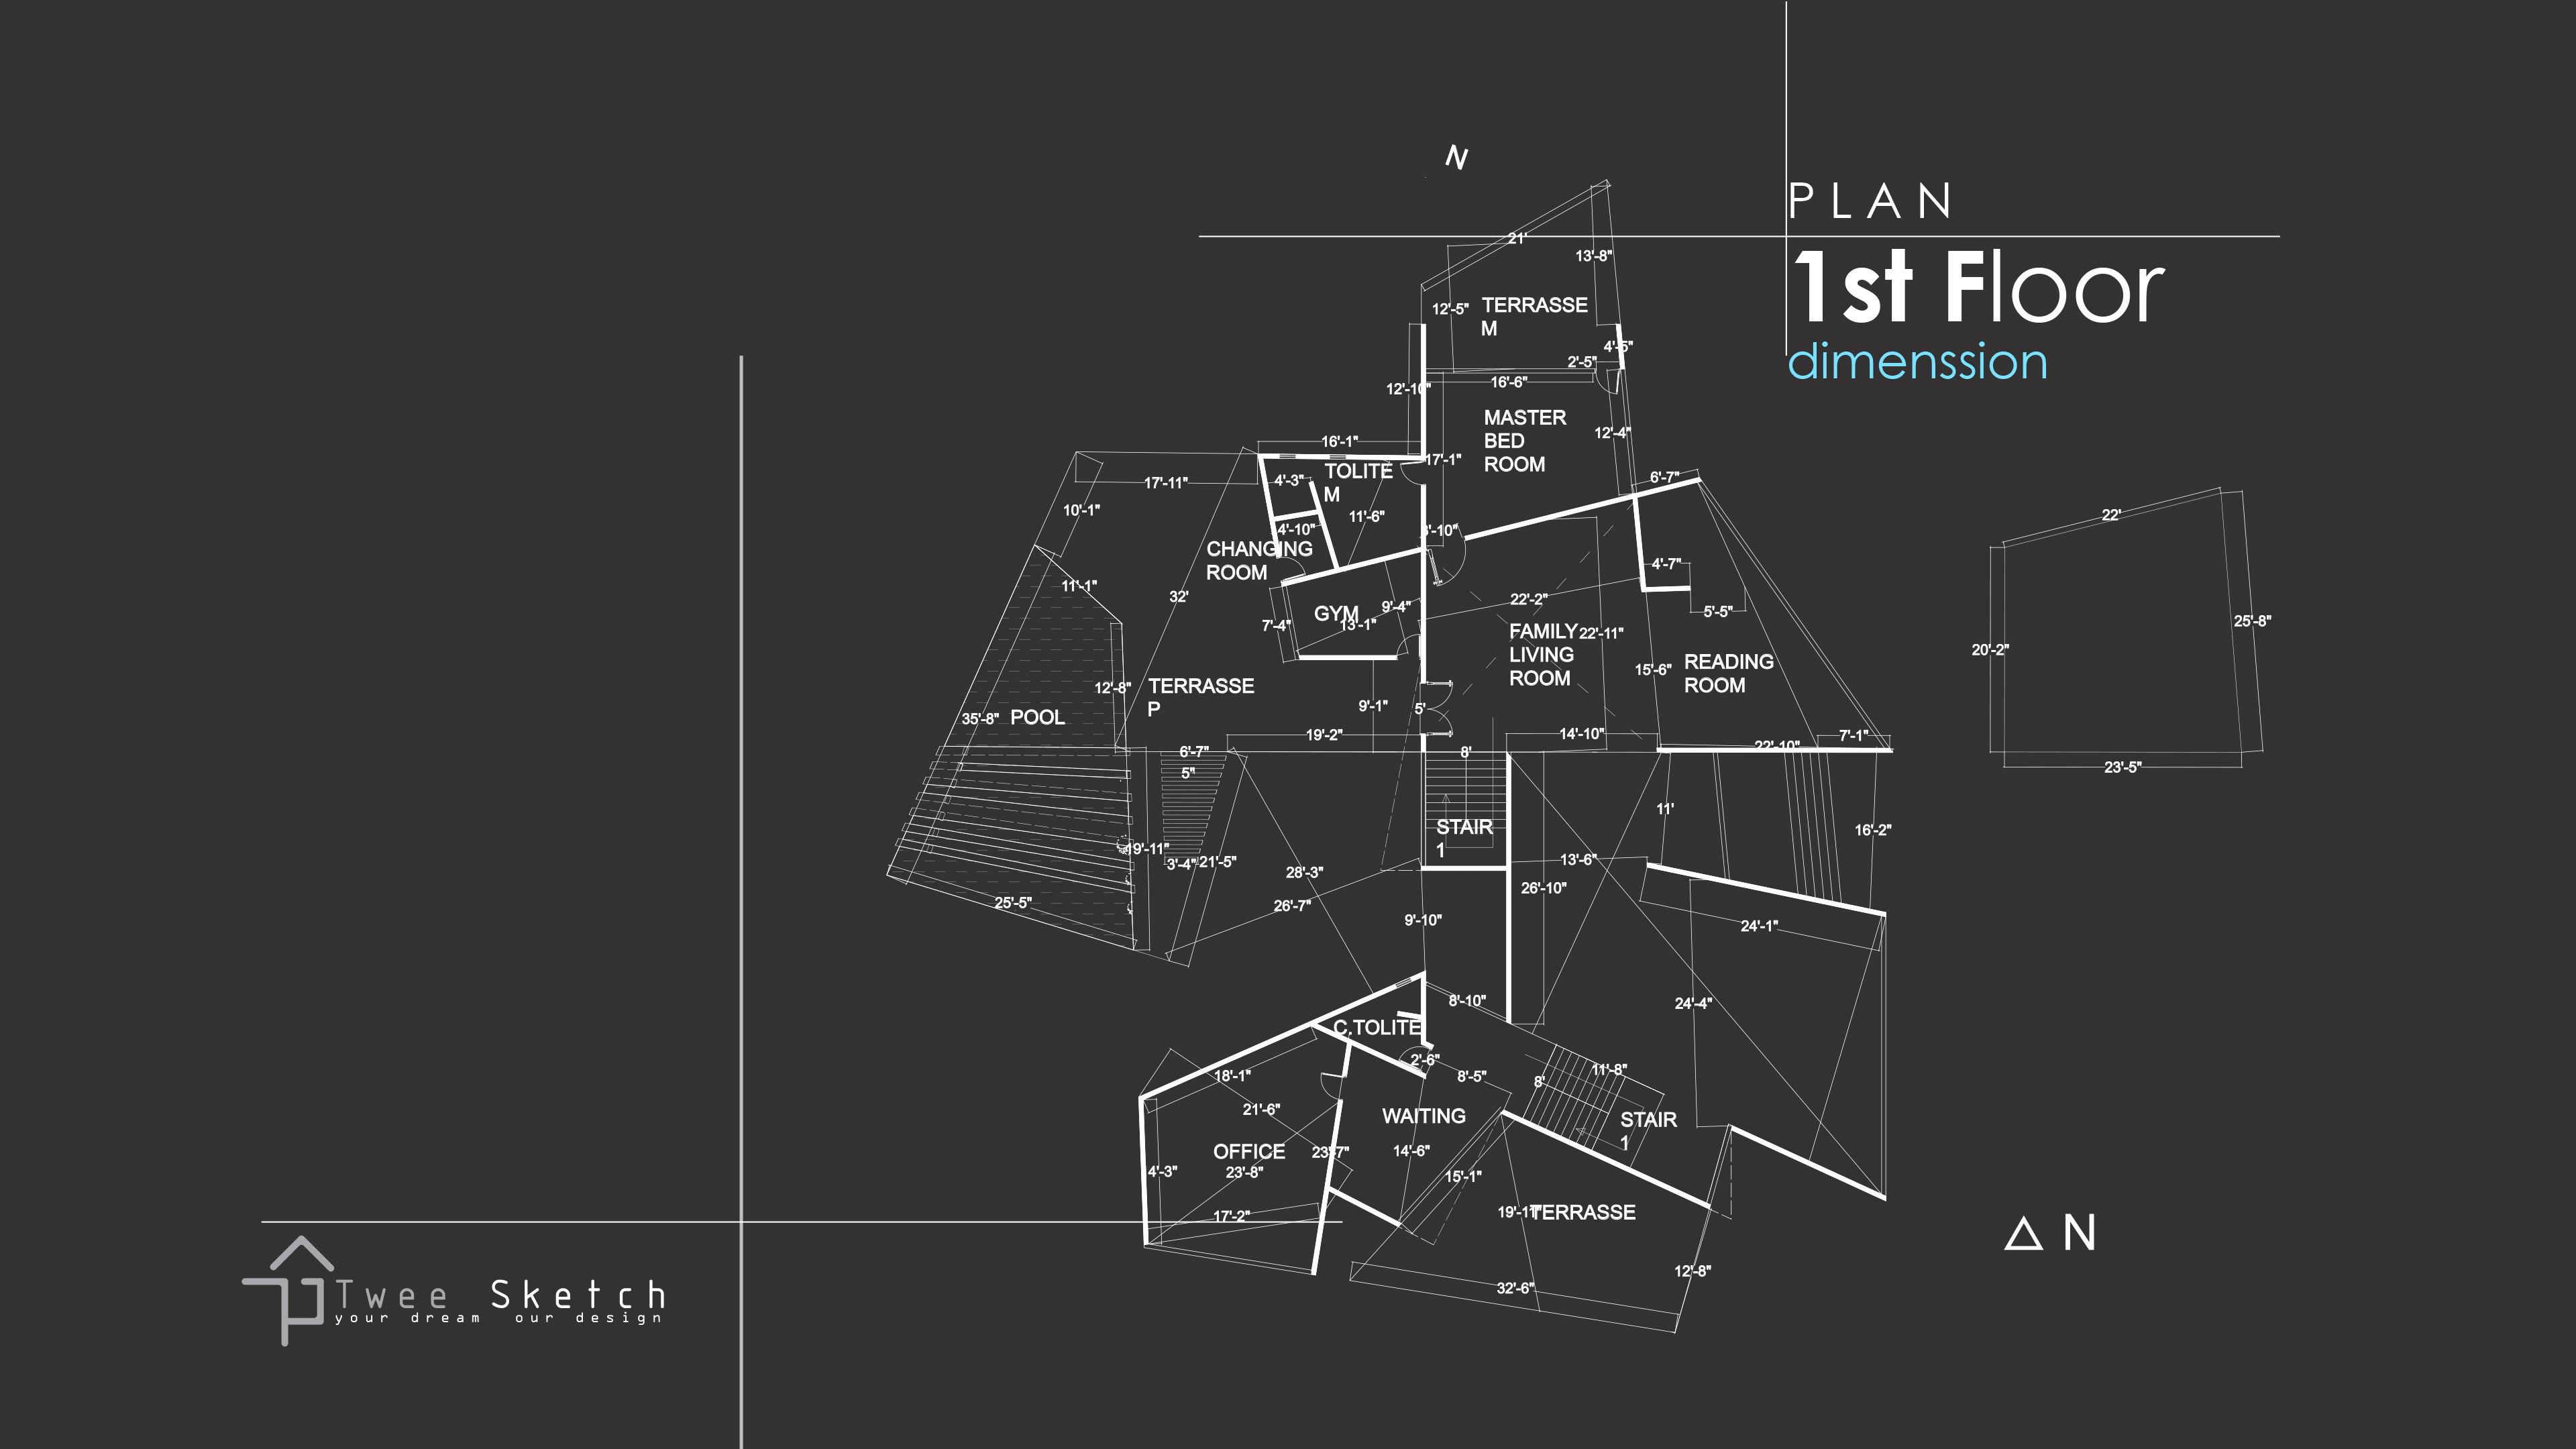 N
PLAN
1st Floor
dimenssion
21'
13'-8"
12'-5"
TERRASSE
M
4'-5"
2'-5"
16'-6"
12'-10"
MASTER
BED
ROOM
12'-4"
16'-1"
17'-1"
TOLITE
M
4'-3"
17'-11"
6'-7"
10'-1"
11'-6"
4'-10"
CHANGING
ROOM
22'
4'-7"
11'-1"
32'
22'-2"
5'-5"
GYM
9'-4"
13'-1"
7'-4"
FAMILY
LIVING
ROOM
22'-11"
25'-8"
20'-2"
READING
ROOM
15'-6"
12'-8"
TERRASSE
P
9'-1"
5'
35'-8"
POOL
19'-2"
14'-10"
7'-1"
22'-10"
6'-7"
8'
23'-5"
5"
11'
STAIR
1
16'-2"
19'-11"
3'-4"
21'-5"
13'-6"
28'-3"
26'-10"
25'-5"
26'-7"
9'-10"
24'-1"
8'-10"
24'-4"
C.TOLITE
2'-6"
18'-1"
8'-5"
8'
11'-8"
21'-6"
WAITING
STAIR
1
OFFICE
23'-7"
14'-6"
4'-3"
23'-8"
15'-1"
17'-2"
19'-11"
TERRASSE
N
12'-8"
32'-6"
Twee Sketch
your dream our design